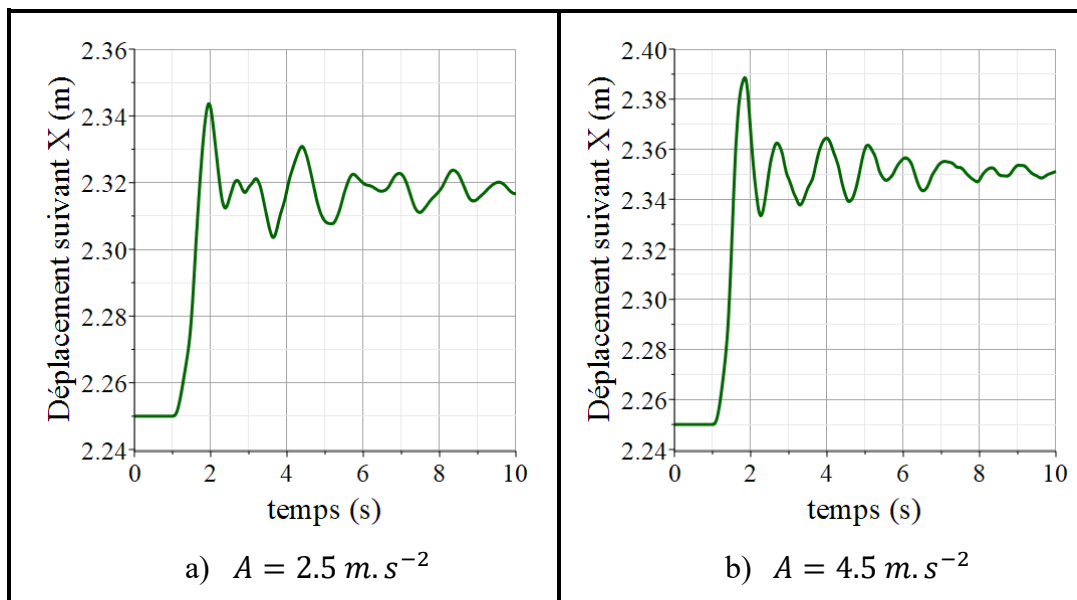 Déplacement suivant X (m)
2.36
2.34
2.32
2.30
2.28
2.26
2.24
0 2 4 6 8 10
temps (s)
a) A = 2.5 m.s⁻²
Déplacement suivant X (m)
2.40
2.38
2.36
2.34
2.32
2.30
2.28
2.26
2.24
0 2 4 6 8 10
temps (s)
b) A = 4.5 m.s⁻²